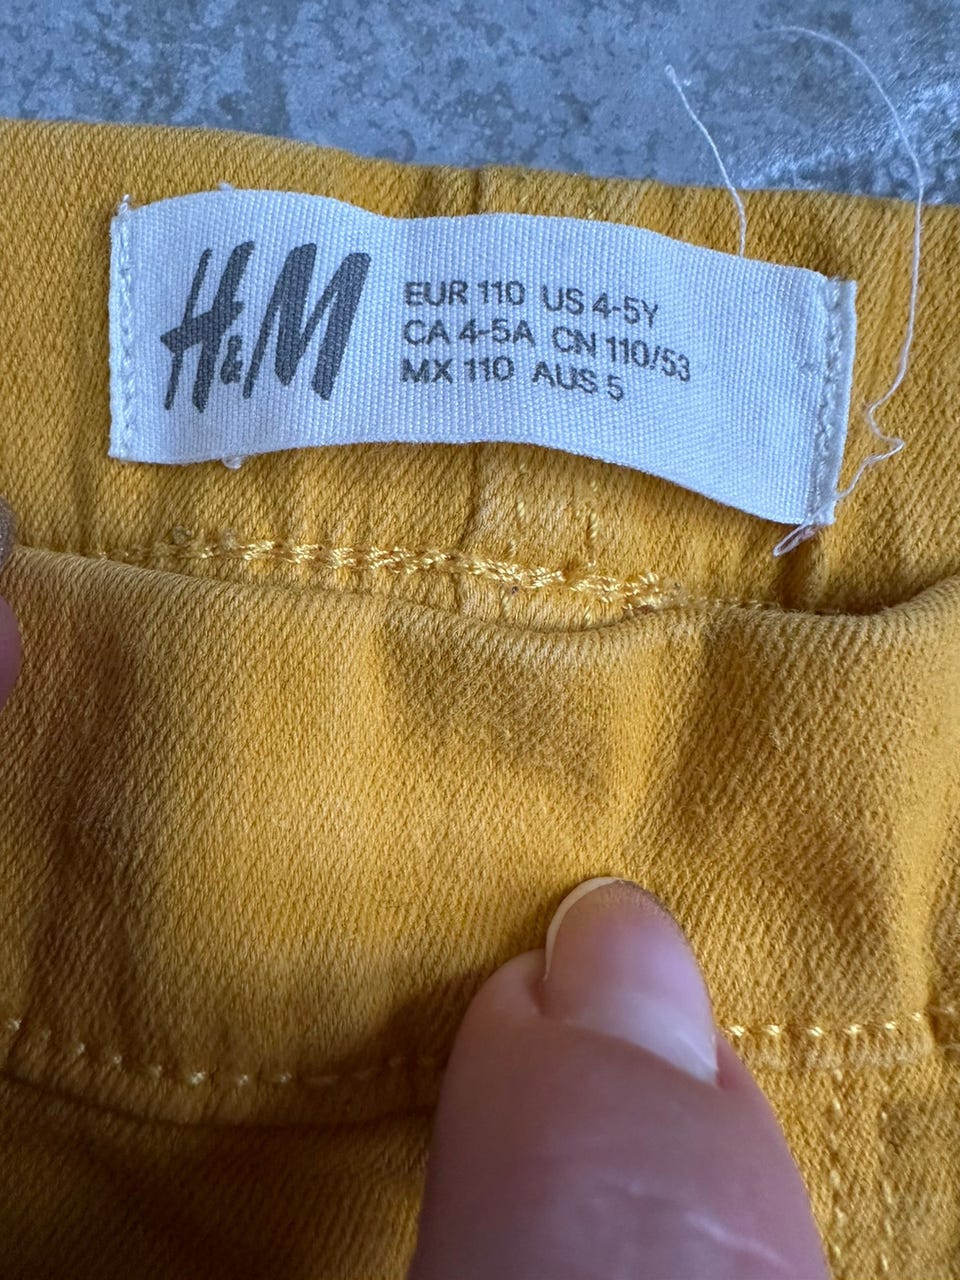 H&M
EUR 110 US 4-5Y
CA 4-5A CN 110/53
MX 110 AUS 5